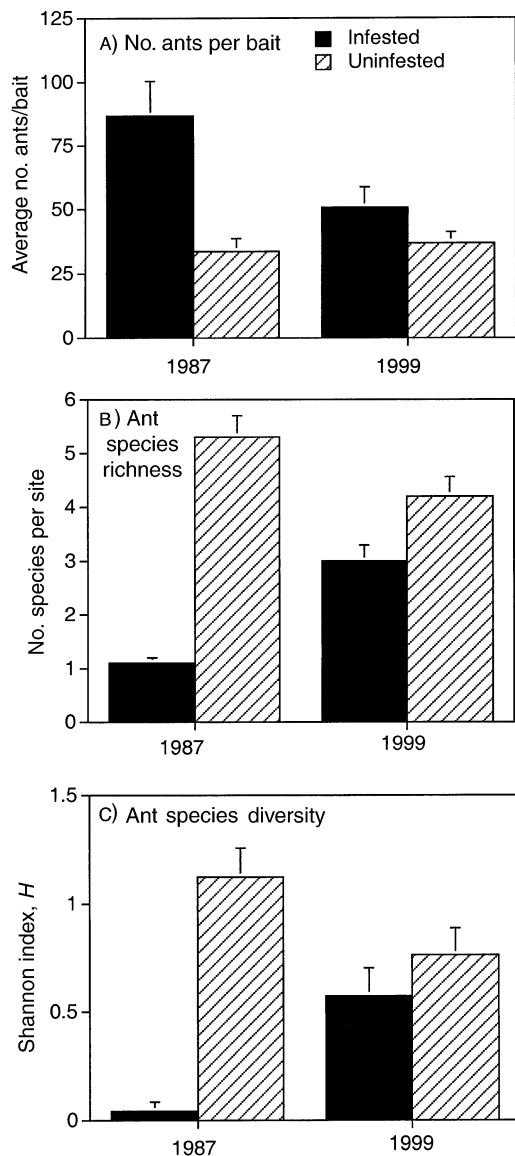 125
A) No. ants per bait
Infested
Uninfested
100
75
50
25
0
Average no. ants/bait
1987
1999
6
B) Ant
species
richness
5
4
3
2
1
0
No. species per site
1987
1999
1.5
C) Ant species diversity
1
0.5
0
Shannon index, H
1987
1999